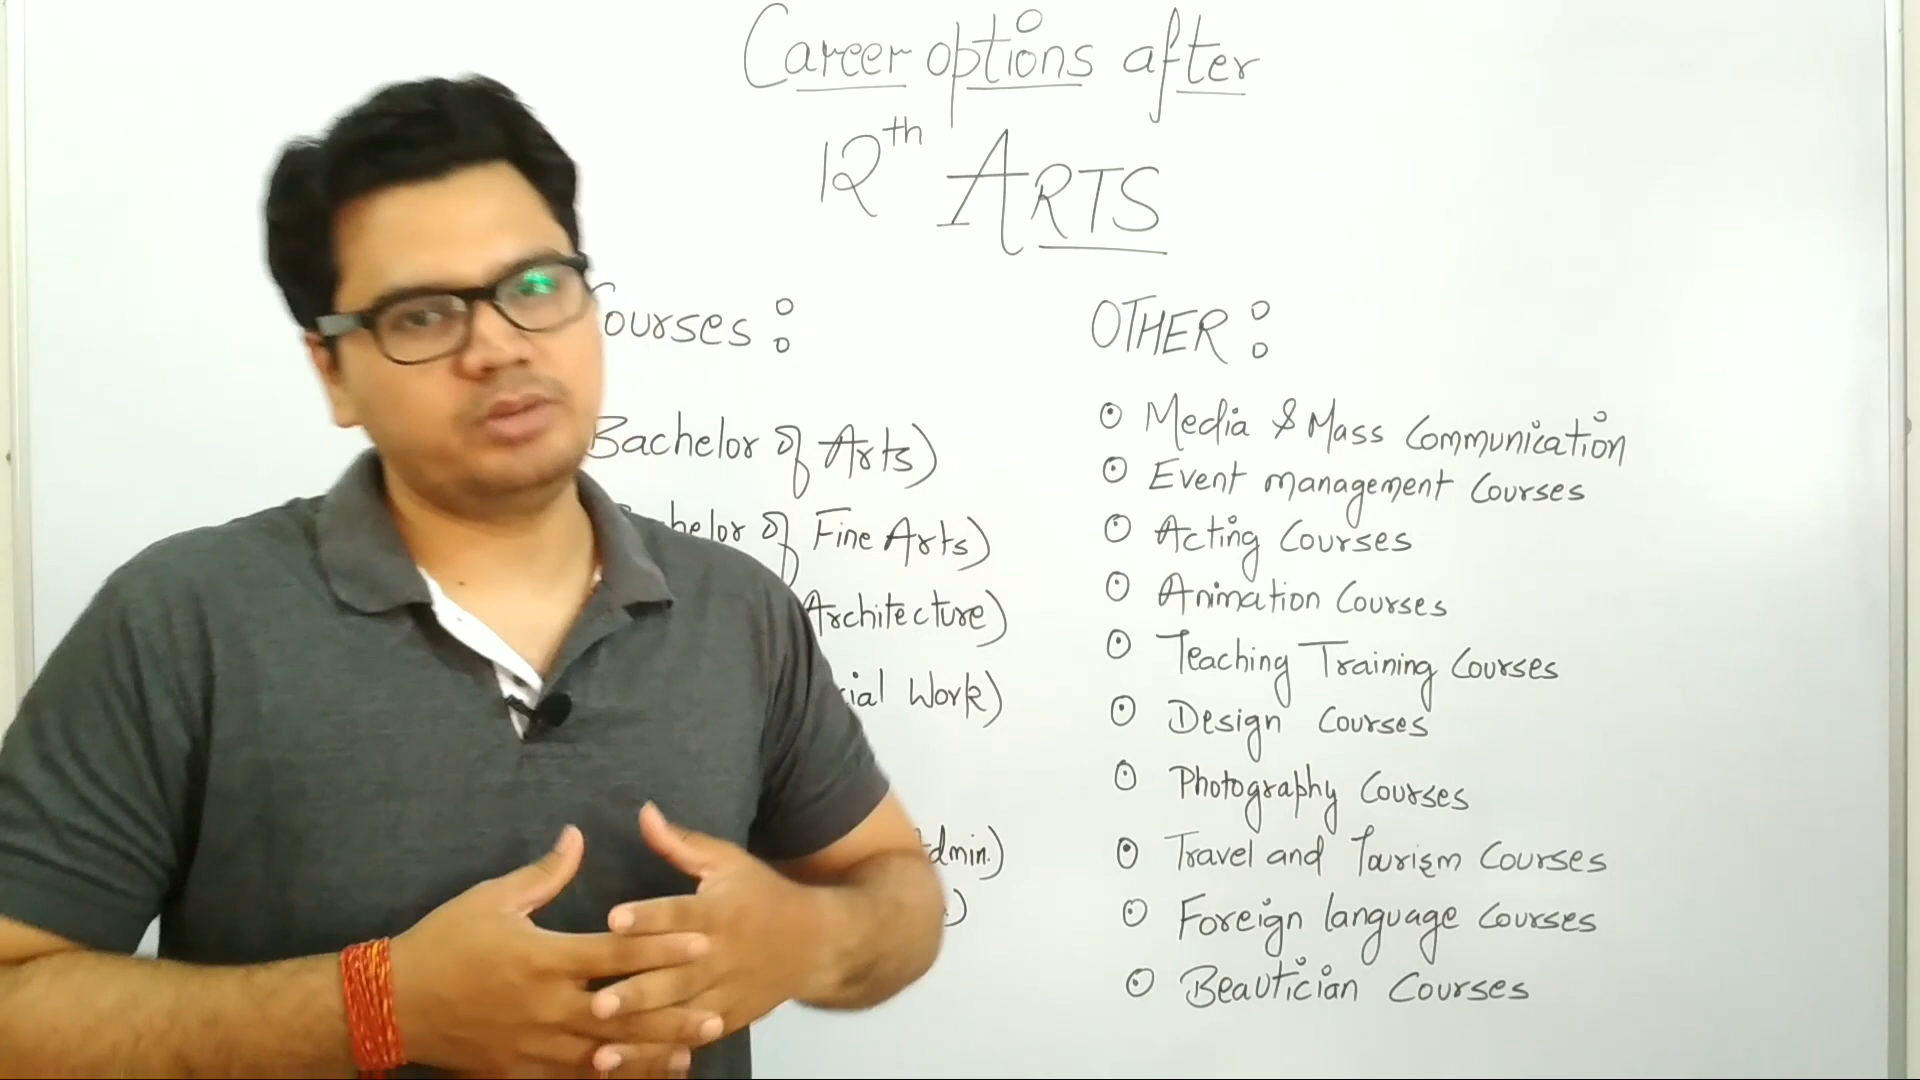 Career options after
12th ARTS
Courses :
Bachelor of Arts)
of Fine Arts)
Architecture)
Work)
OTHER :
Media & Mass Communication
Event management Courses
Acting Courses
Animation Courses
Teaching Training Courses
Design Courses
Photography Courses
Travel and Tourism Courses
Foreign language Courses
Beautician Courses